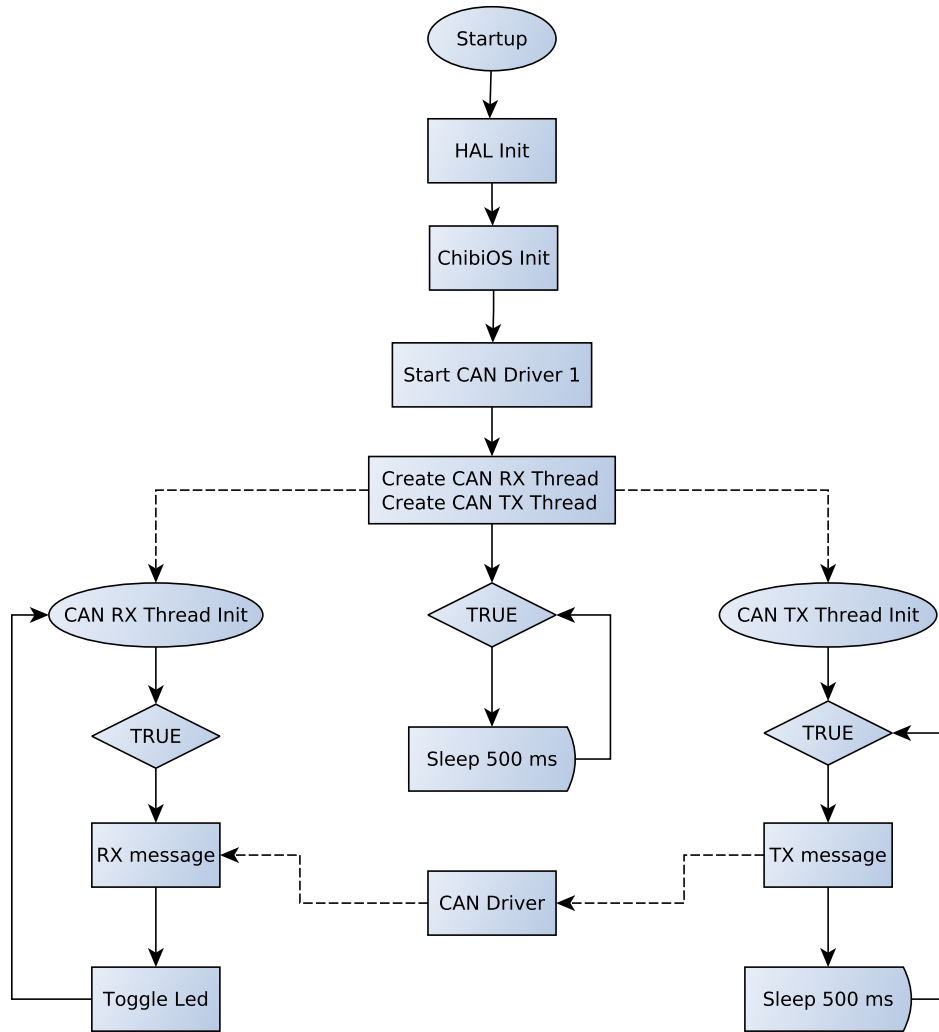 Startup
HAL Init
ChibiOS Init
Start CAN Driver 1
Create CAN RX Thread
Create CAN TX Thread
CAN RX Thread Init
TRUE
CAN TX Thread Init
TRUE
TRUE
Sleep 500 ms
RX message
TX message
CAN Driver
Toggle Led
Sleep 500 ms